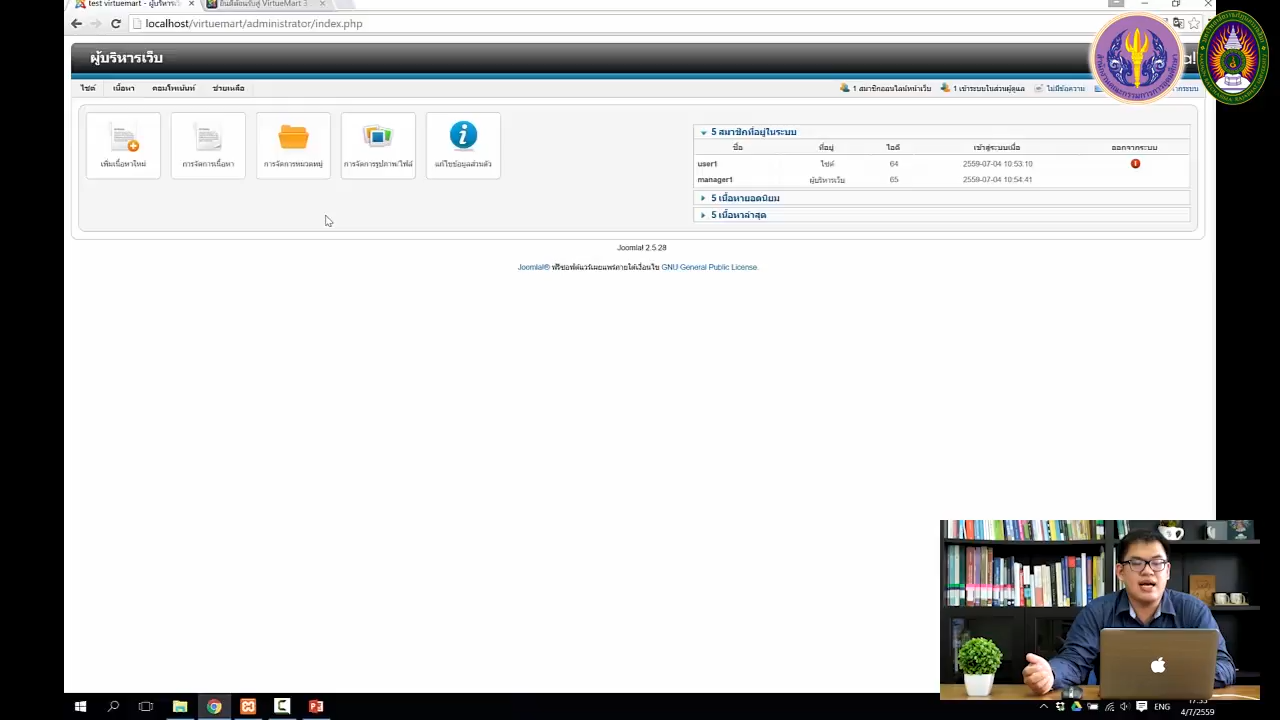 test virtuemart - ผู้บริหารเว็
ยินดีต้อนรับสู่ VirtueMart 3
localhost/virtuemart/administrator/index.php
ผู้บริหารเว็บ
ไซต์ เนื้อหา คอมโพเน้นท์ ช่วยเหลือ
1 สมาชิกออนไลน์หน้าเว็บ 1 เข้าระบบในส่วนผู้ดูแล ไม่มีข้อความ
เพิ่มเนื้อหาใหม่ การจัดการเนื้อหา การจัดการหมวดหมู่ การจัดการรูปภาพ/ไฟล์ แก้ไขข้อมูลส่วนตัว
5 สมาชิกที่อยู่ในระบบ
ชื่อ ที่อยู่ ไอดี เข้าสู่ระบบเมื่อ ออกจากระบบ
user1 ไซต์ 64 2559-07-04 10:53:10
manager1 ผู้บริหารเว็บ 65 2559-07-04 10:54:41
5 เนื้อหายอดนิยม
5 เนื้อหาล่าสุด
Joomla! 2.5.28
Joomla!® ฟรีซอฟต์แวร์เผยแพร่ภายใต้เงื่อนไข GNU General Public License.
ENG
4/7/2559